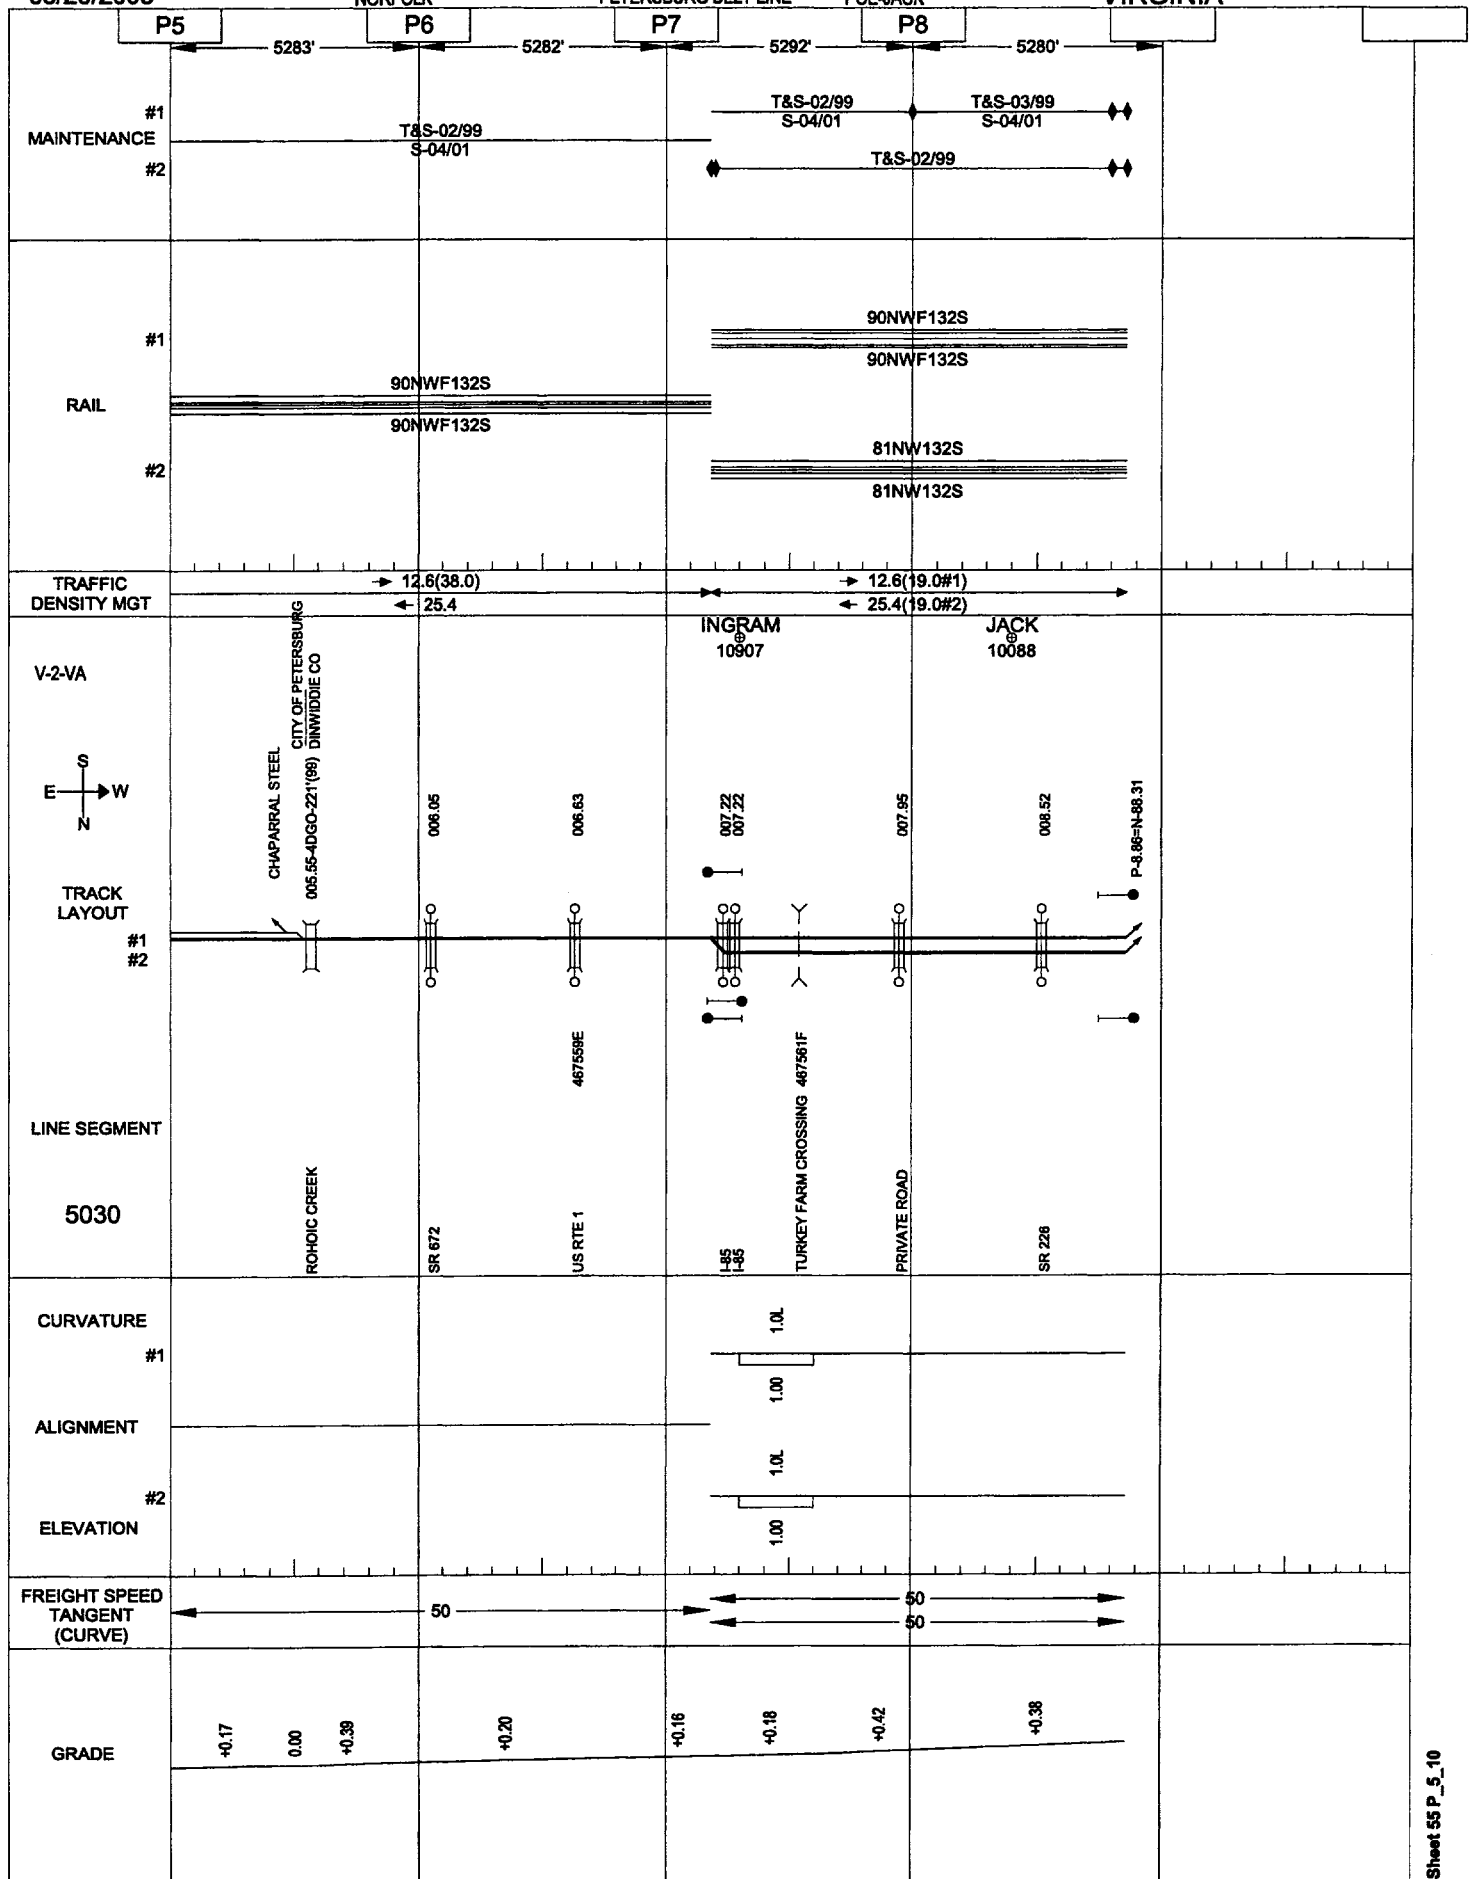 NORFOLK PETERSBURG BELT LINE POE-JACK VIRGINIA
P5 P6 P7 P8
5283' 5282' 5292' 5280'
#1 T&S-02/99 T&S-03/99
S-04/01 S-04/01
MAINTENANCE T&S-02/99
S-04/01
#2 T&S-02/99
90NWF132S
#1
90NWF132S
90NWF132S
RAIL
90NWF132S
81NW132S
#2
81NW132S
TRAFFIC DENSITY MGT
12.6(38.0) 12.6(19.0#1)
25.4 25.4(19.0#2)
INGRAM JACK
10907 10088
V-2-VA
S
E W
N
CHAPARRAL STEEL
CITY OF PETERSBURG
DINWIDDIE CO
005.55-4DGO-221'(99)
006.05
006.63
007.22
007.22
007.95
008.52
P-8.86=N-88.31
TRACK
LAYOUT
#1
#2
467559E
TURKEY FARM CROSSING 467561F
LINE SEGMENT
5030
ROHOIC CREEK
SR 672
US RTE 1
I-85
I-85
PRIVATE ROAD
SR 226
CURVATURE
#1
1.0L
1.00
ALIGNMENT
1.0L
#2
1.00
ELEVATION
FREIGHT SPEED
TANGENT
(CURVE)
50
50
50
GRADE
+0.17
0.00
+0.39
+0.20
+0.16
+0.18
+0.42
+0.38
Sheet 55 P_5_10